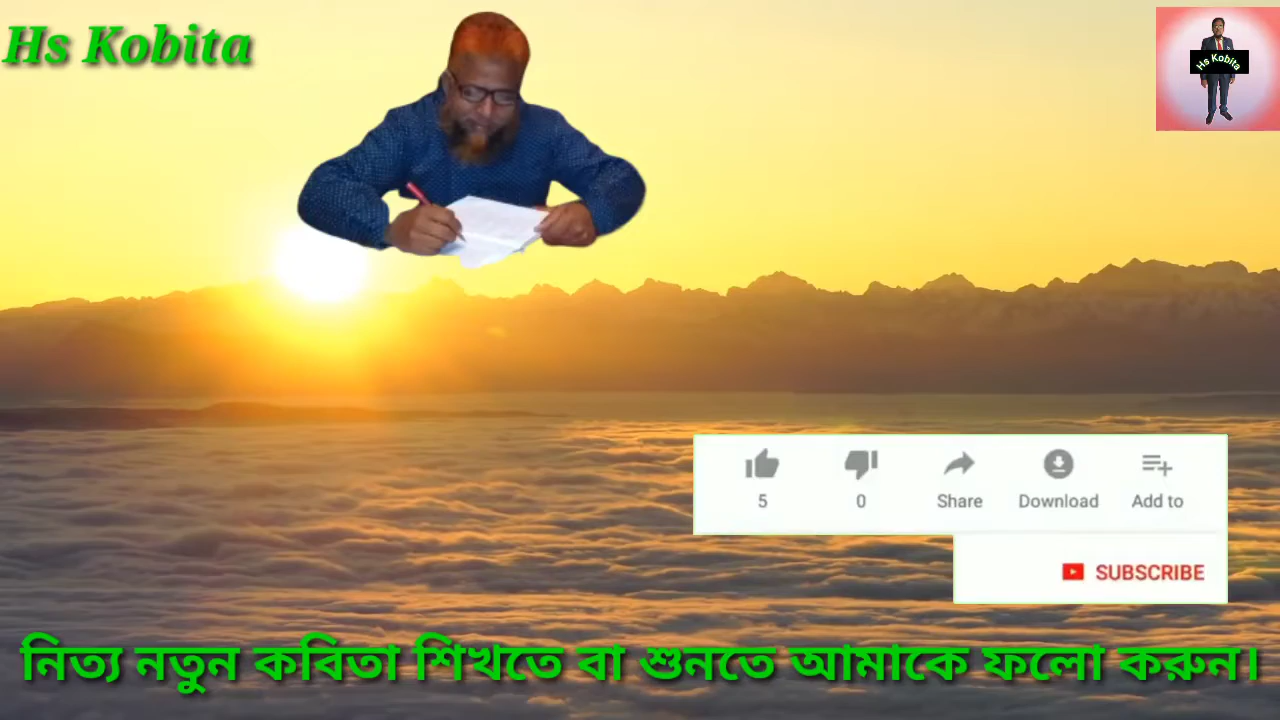 Hs Kobita
Hs Kobita
5
0
Share
Download
Add to
SUBSCRIBE
নিত্য নতুন কবিতা শিখতে বা শুনতে আমাকে ফলো করুন।